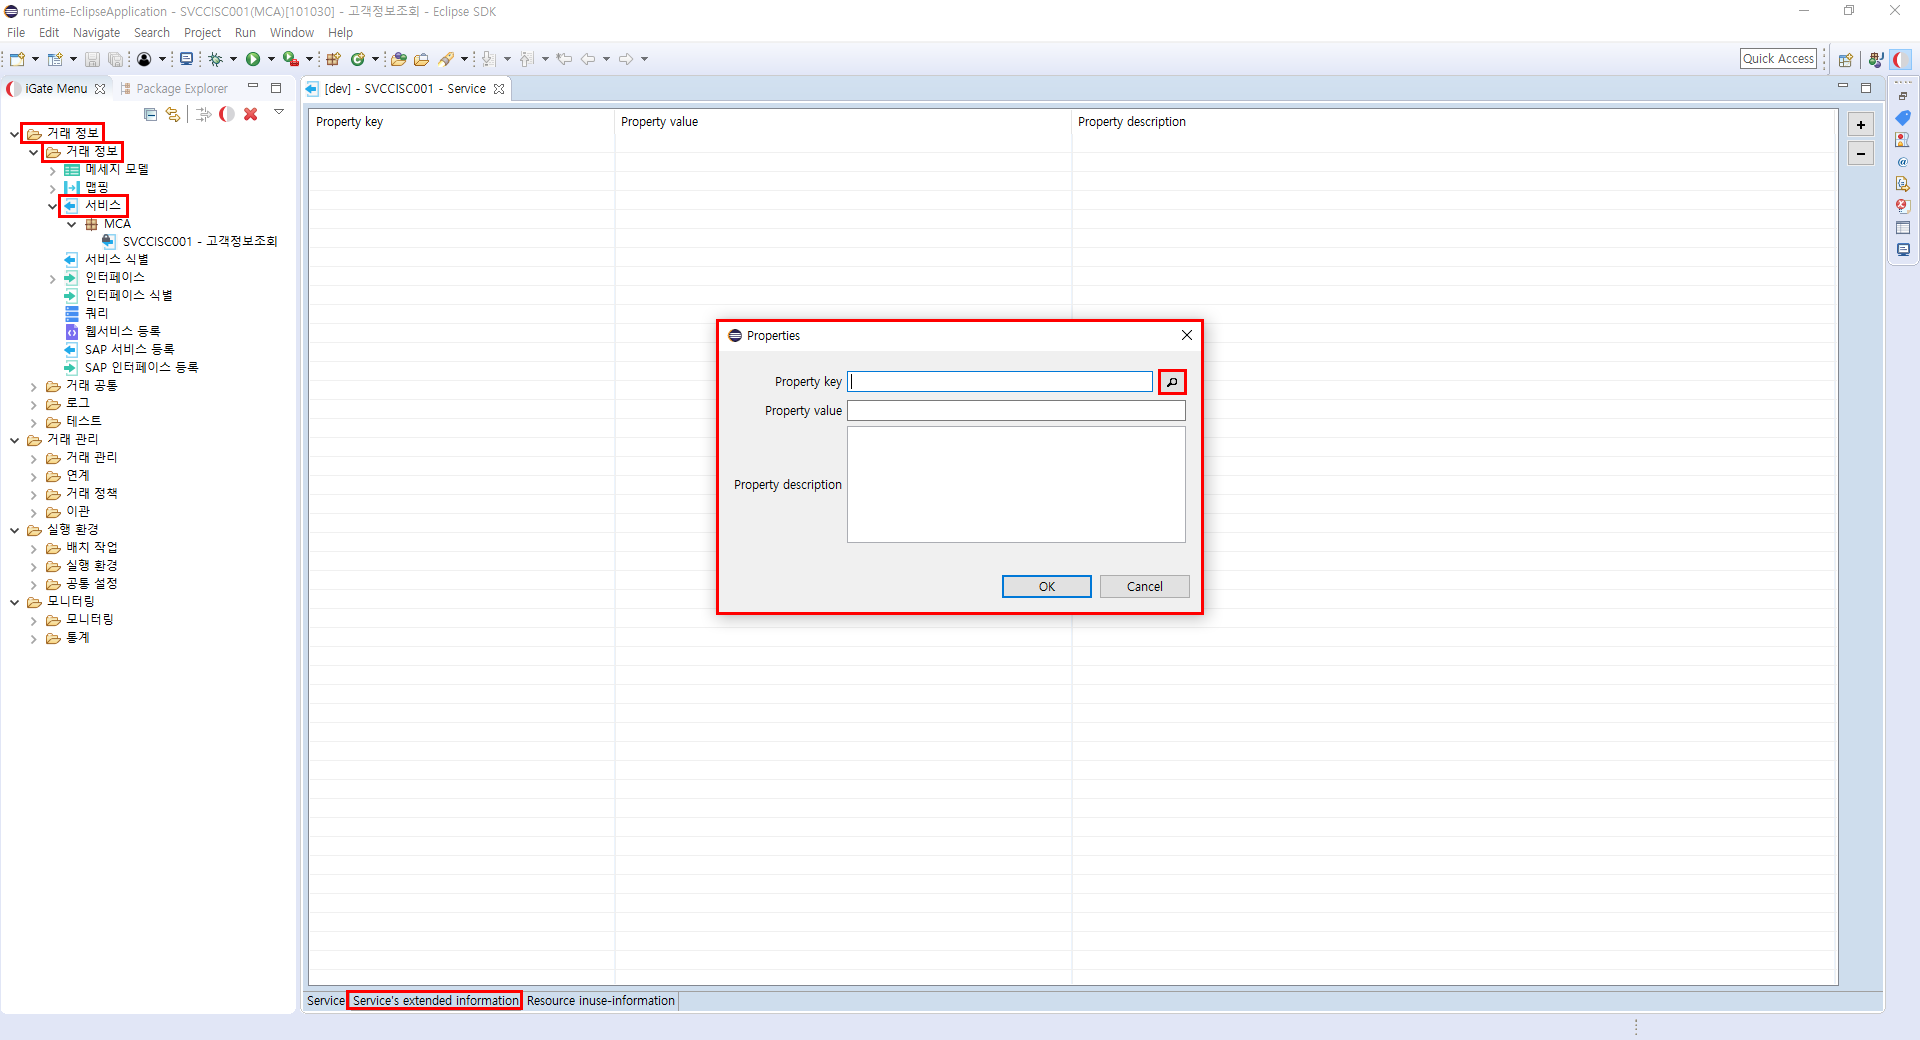 runtime-EclipseApplication - SVCCISC001(MCA)[101030] - 고객정보조회 - Eclipse SDK
File Edit Navigate Search Project Run Window Help
Quick Access
iGate Menu
Package Explorer
[dev] - SVCCISC001 - Service
Property key Property value Property description
거래 정보
거래 정보
메세지 모델
맵핑
서비스
MCA
SVCCISC001 - 고객정보조회
서비스 식별
인터페이스
인터페이스 식별
쿼리
웹서비스 등록
SAP 서비스 등록
SAP 인터페이스 등록
거래 공통
로그
테스트
거래 관리
거래 관리
연계
거래 정책
이관
실행 환경
배치 작업
실행 환경
공통 설정
모니터링
모니터링
통계
Properties
Property key
Property value
Property description
OK Cancel
Service Service's extended information Resource inuse-information